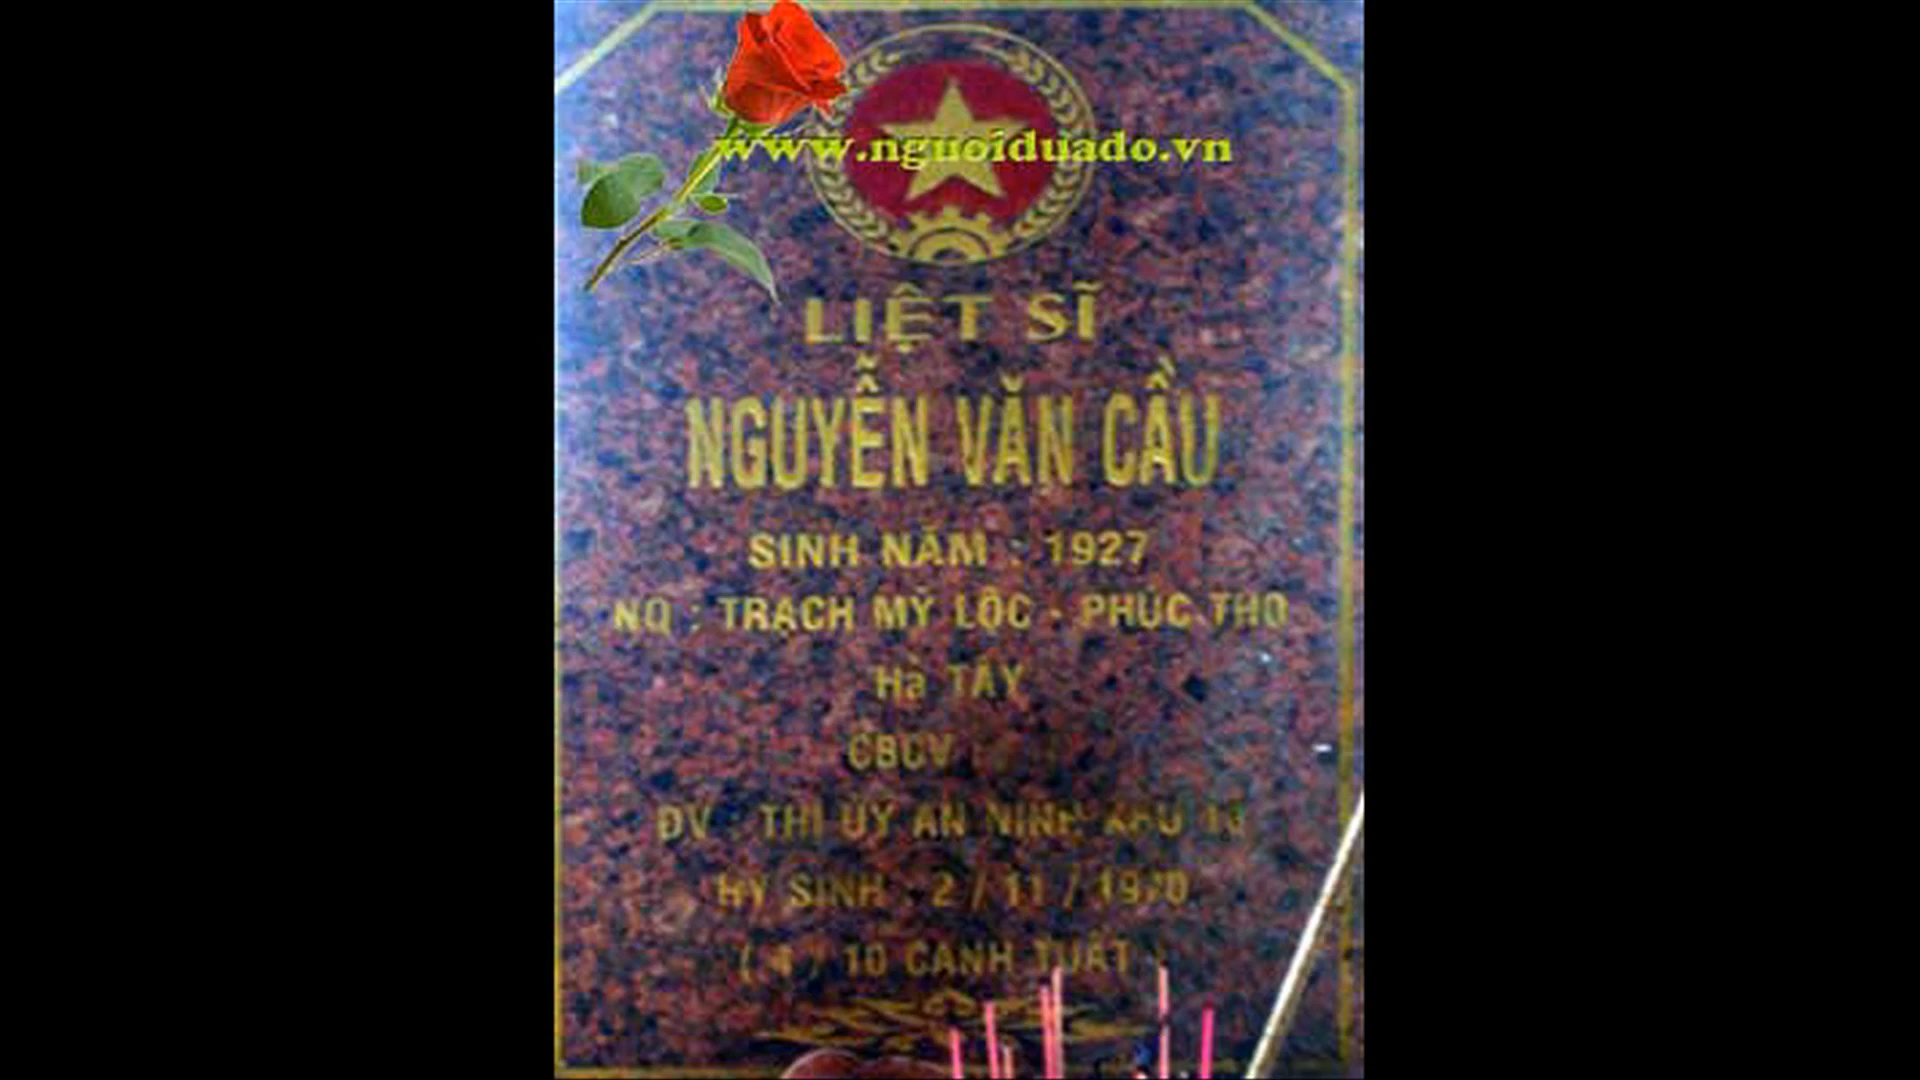 www.nguoiduado.vn
LIỆT SĨ
NGUYỄN VĂN CẦU
SINH NĂM : 1927
NQ : TRẠCH MỸ LỘC - PHÚC THỌ
Hà TÂY
CBCV
ĐV : THỊ ỦY AN NINH KHU
HY SINH : 2 / 11 / 1970
( 4 / 10 CANH TUẤT )